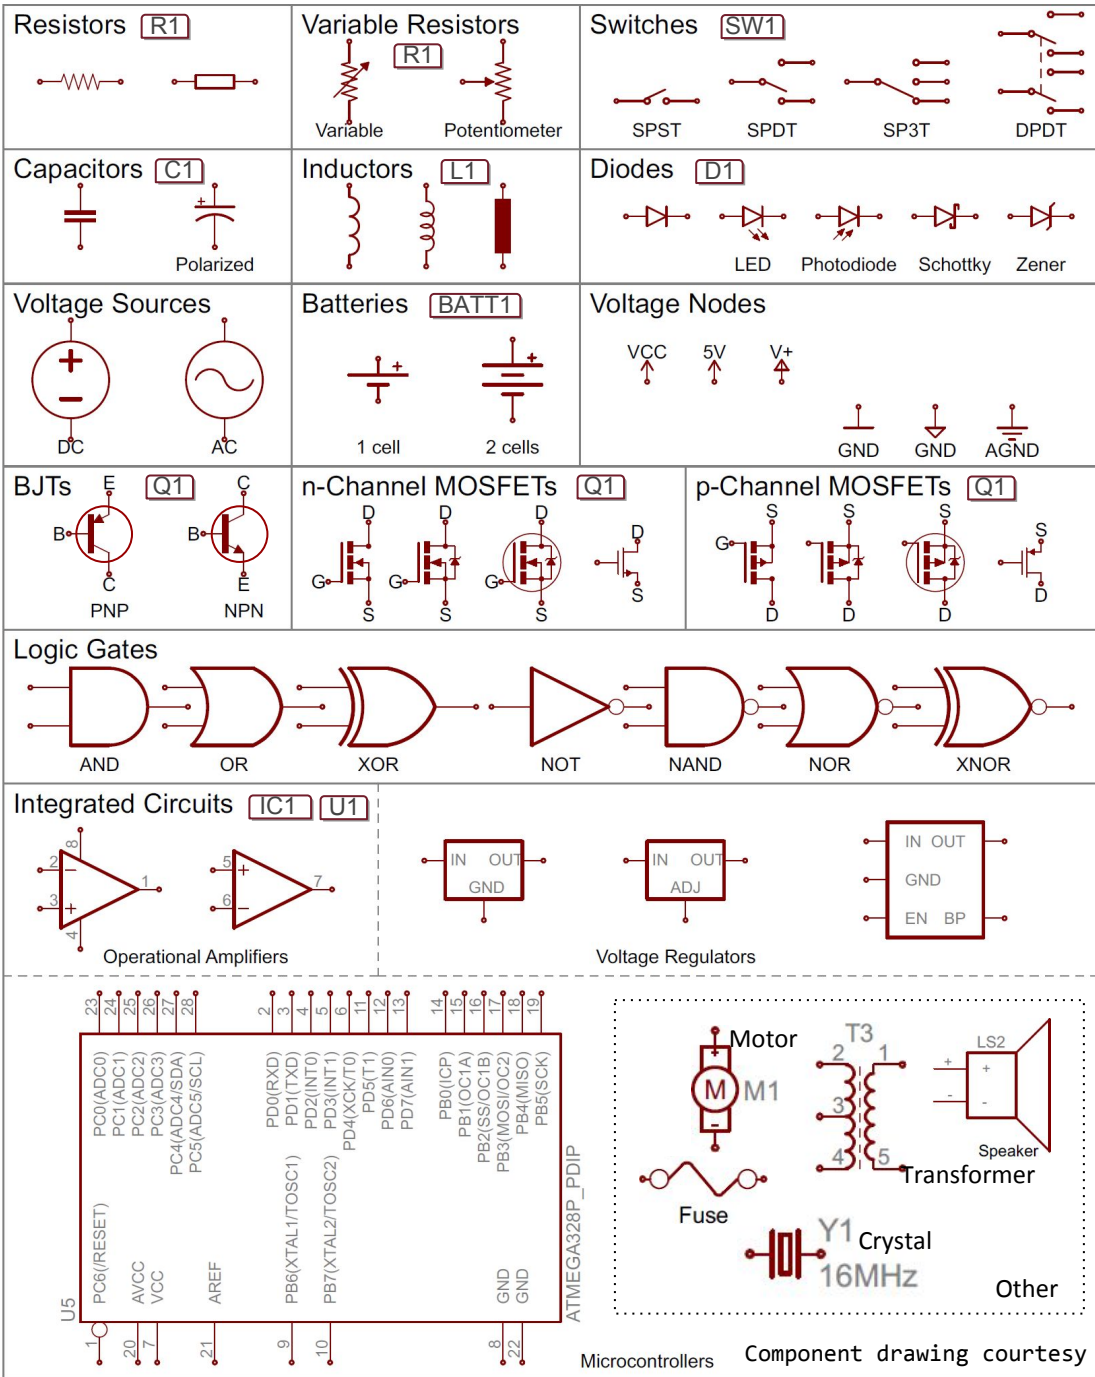 Resistors R1
Variable Resistors
R1
Variable
Potentiometer
Switches SW1
SPST
SPDT
SP3T
DPDT
Capacitors C1
+
Polarized
Inductors L1
Diodes D1
LED
Photodiode
Schottky
Zener
Voltage Sources
DC
AC
Batteries BATT1
+
+
1 cell
2 cells
Voltage Nodes
VCC
5V
V+
GND
GND
AGND
BJTs Q1
E
B
C
PNP
C
B
E
NPN
n-Channel MOSFETs Q1
D
D
D
D
G
G
G
S
S
S
S
p-Channel MOSFETs Q1
S
S
S
S
G
D
D
D
D
Logic Gates
AND
OR
XOR
NOT
NAND
NOR
XNOR
Integrated Circuits IC1 U1
8
2 −
3 +
1
4
5 +
6 −
7
Operational Amplifiers
IN OUT
GND
IN OUT
ADJ
IN OUT
GND
EN BP
Voltage Regulators
23 24 25 26 27 28
2 3 4 5 6 11 12 13
14 15 16 17 18 19
PC0(ADC0)
PC1(ADC1)
PC2(ADC2)
PC3(ADC3)
PC4(ADC4/SDA)
PC5(ADC5/SCL)
PD0(RXD)
PD1(TXD)
PD2(INT0)
PD3(INT1)
PD4(XCK/T0)
PD5(T1)
PD6(AIN0)
PD7(AIN1)
PB0(ICP)
PB1(OC1A)
PB2(SS/OC1B)
PB3(MOSI/OC2)
PB4(MISO)
PB5(SCK)
PC6(/RESET)
AVCC
VCC
AREF
PB6(XTAL1/TOSC1)
PB7(XTAL2/TOSC2)
GND
GND
U5
ATMEGA328P_PDIP
1 20 7 21 9 10 8 22
Microcontrollers
Motor
+
M
-
M1
T3
2 1
3
4 5
Transformer
LS2
+ +
- -
Speaker
Fuse
Y1
Crystal
16MHz
Other
Component drawing courtesy